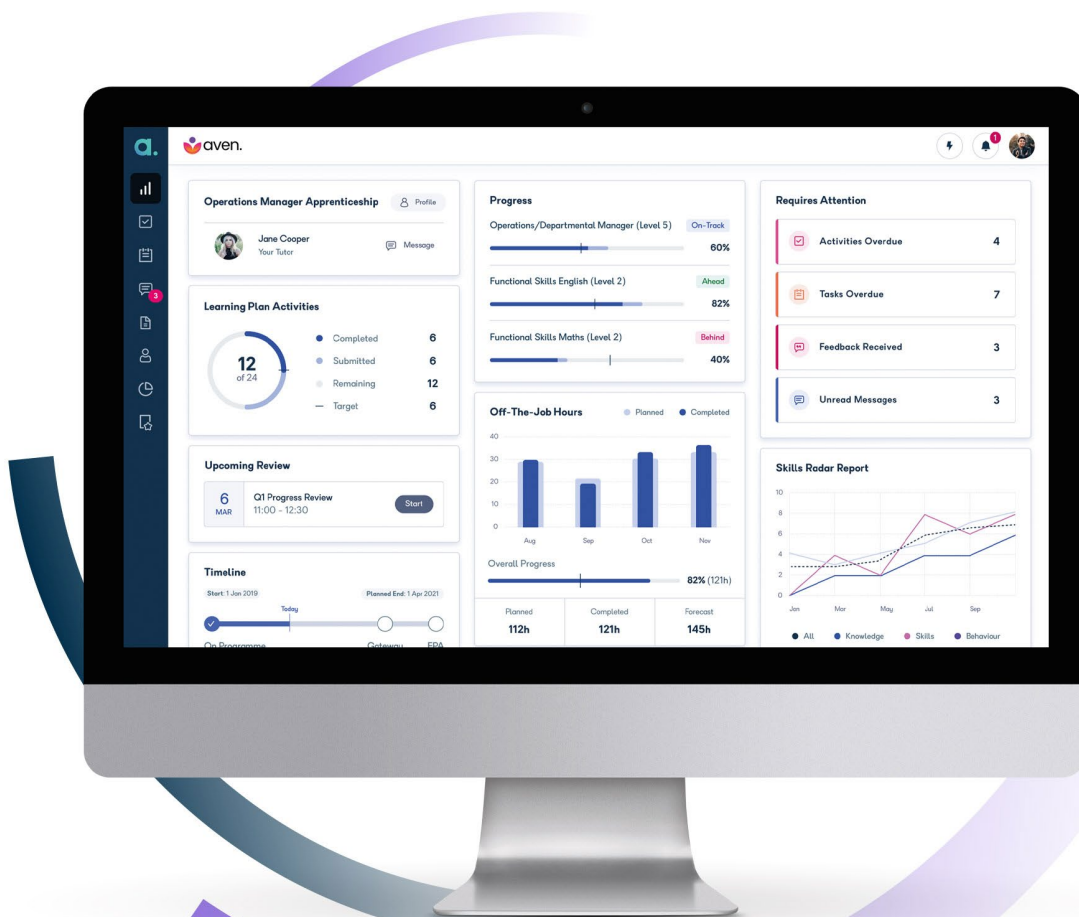 a.
aven.
1
3
Operations Manager Apprenticeship
Profile
Jane Cooper
Your Tutor
Message
Learning Plan Activities
12
of 24
Completed 6
Submitted 6
Remaining 12
Target 6
Upcoming Review
6
MAR
Q1 Progress Review
11:00 - 12:30
Start
Timeline
Start: 1 Jan 2019
Planned End: 1 Apr 2021
Today
On Programme
Gateway
EPA
Progress
Operations/Departmental Manager (Level 5) On-Track
60%
Functional Skills English (Level 2) Ahead
82%
Functional Skills Maths (Level 2) Behind
40%
Off-The-Job Hours
Planned
Completed
40
30
20
10
0
Aug Sep Oct Nov
Overall Progress
82% (121h)
Planned Completed Forecast
112h 121h 145h
Requires Attention
Activities Overdue 4
Tasks Overdue 7
Feedback Received 3
Unread Messages 3
Skills Radar Report
10
8
6
4
2
0
Jan Mar May Jul Sep
All Knowledge Skills Behaviour